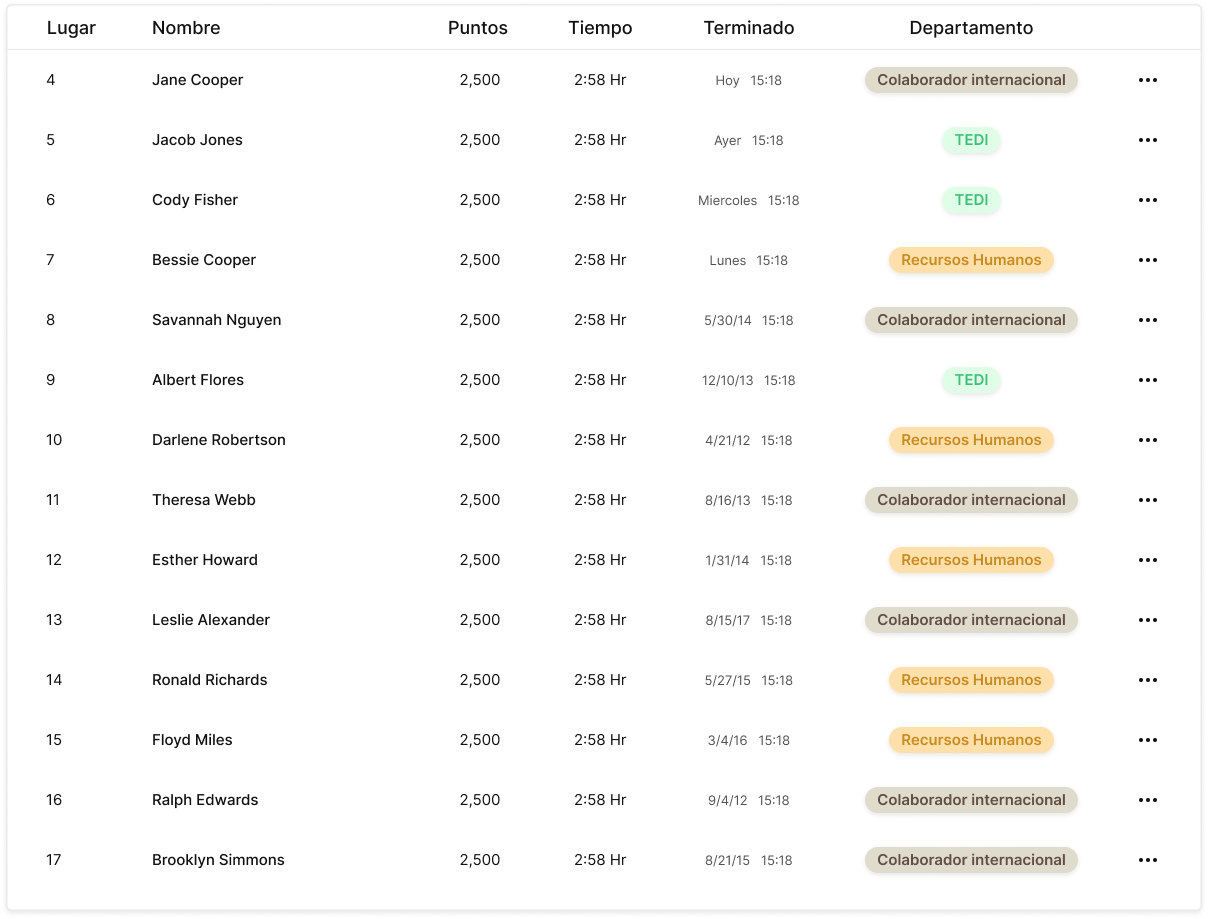 Lugar Nombre Puntos Tiempo Terminado Departamento
4 Jane Cooper 2,500 2:58 Hr Hoy 15:18 Colaborador internacional
5 Jacob Jones 2,500 2:58 Hr Ayer 15:18 TEDI
6 Cody Fisher 2,500 2:58 Hr Miercoles 15:18 TEDI
7 Bessie Cooper 2,500 2:58 Hr Lunes 15:18 Recursos Humanos
8 Savannah Nguyen 2,500 2:58 Hr 5/30/14 15:18 Colaborador internacional
9 Albert Flores 2,500 2:58 Hr 12/10/13 15:18 TEDI
10 Darlene Robertson 2,500 2:58 Hr 4/21/12 15:18 Recursos Humanos
11 Theresa Webb 2,500 2:58 Hr 8/16/13 15:18 Colaborador internacional
12 Esther Howard 2,500 2:58 Hr 1/31/14 15:18 Recursos Humanos
13 Leslie Alexander 2,500 2:58 Hr 8/15/17 15:18 Colaborador internacional
14 Ronald Richards 2,500 2:58 Hr 5/27/15 15:18 Recursos Humanos
15 Floyd Miles 2,500 2:58 Hr 3/4/16 15:18 Recursos Humanos
16 Ralph Edwards 2,500 2:58 Hr 9/4/12 15:18 Colaborador internacional
17 Brooklyn Simmons 2,500 2:58 Hr 8/21/15 15:18 Colaborador internacional